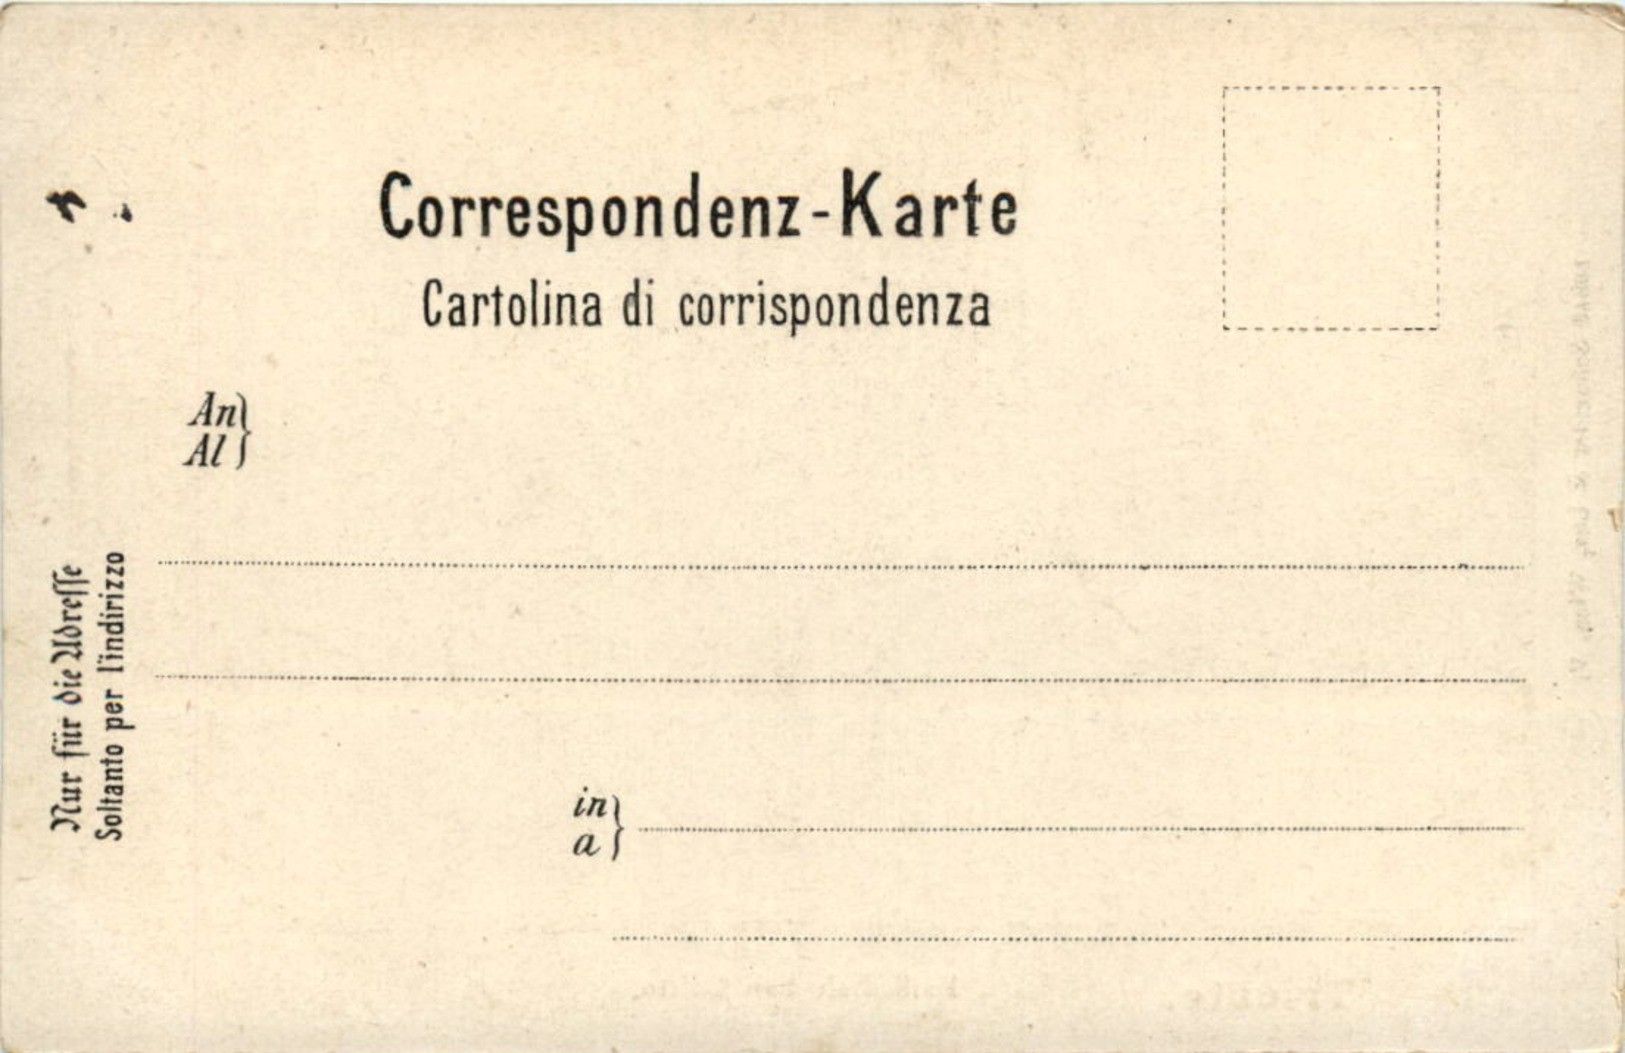 Correspondenz-Karte
Cartolina di corrispondenza
An
Al
Nur für die Adresse
Soltanto per l'indirizzo
in
a